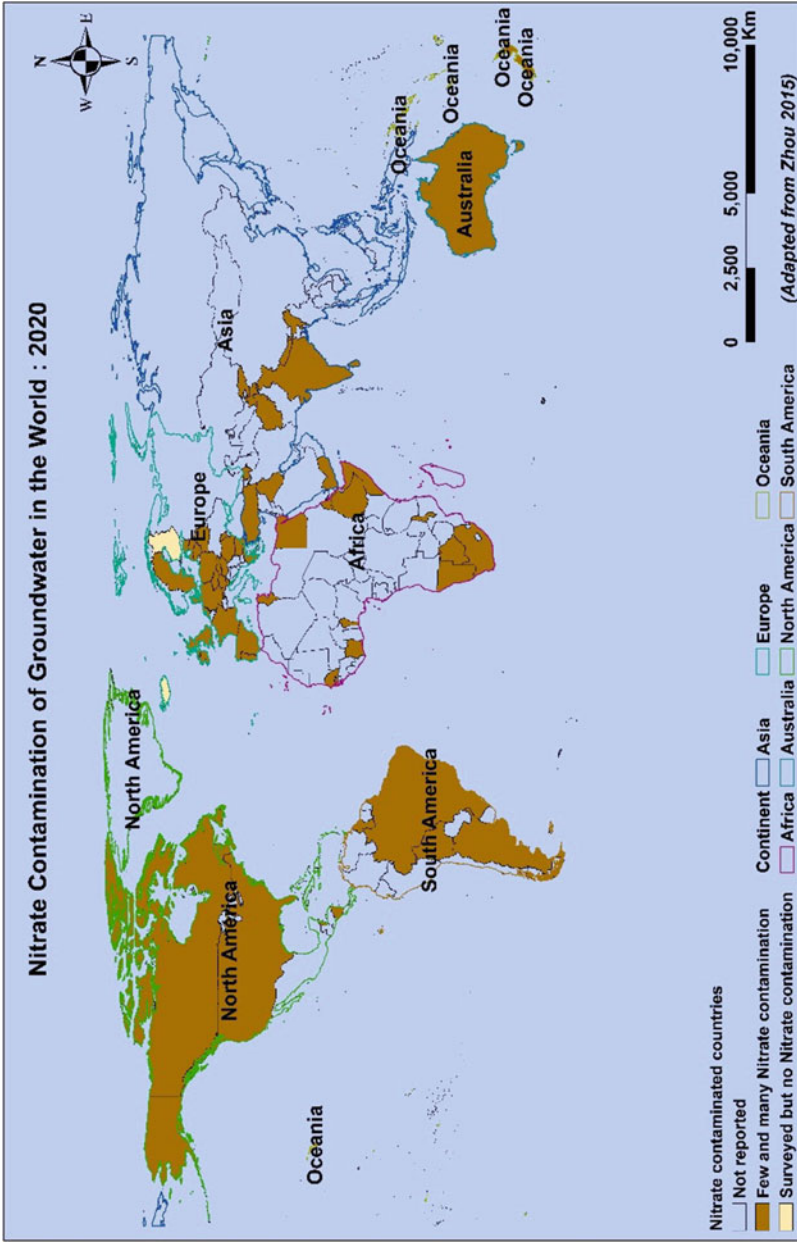 Nitrate Contamination of Groundwater in the World : 2020
N
W
E
S
North America
North America
Europe
Asia
Africa
Oceania
South America
Australia
Oceania
Oceania
Oceania
Oceania
Nitrate contaminated countries
Not reported
Few and many Nitrate contamination
Surveyed but no Nitrate contamination
Continent
Asia
Europe
Oceania
Africa
Australia
North America
South America
0 2,500 5,000 10,000
Km
(Adapted from Zhou 2015)